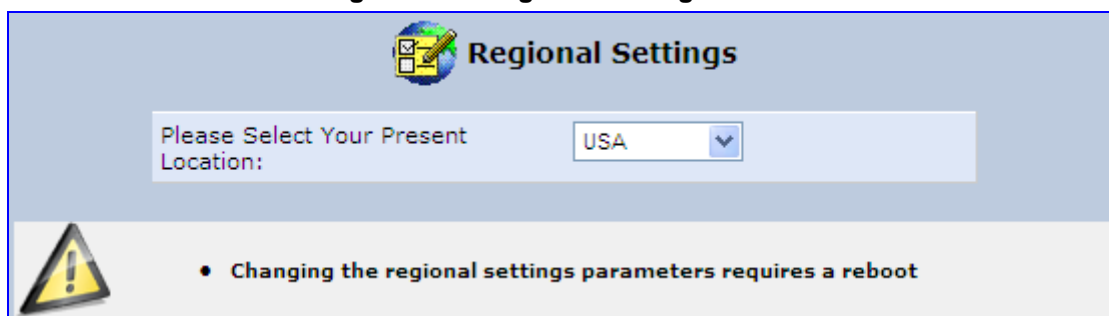 Regional Settings
Please Select Your Present
Location:
USA
• Changing the regional settings parameters requires a reboot